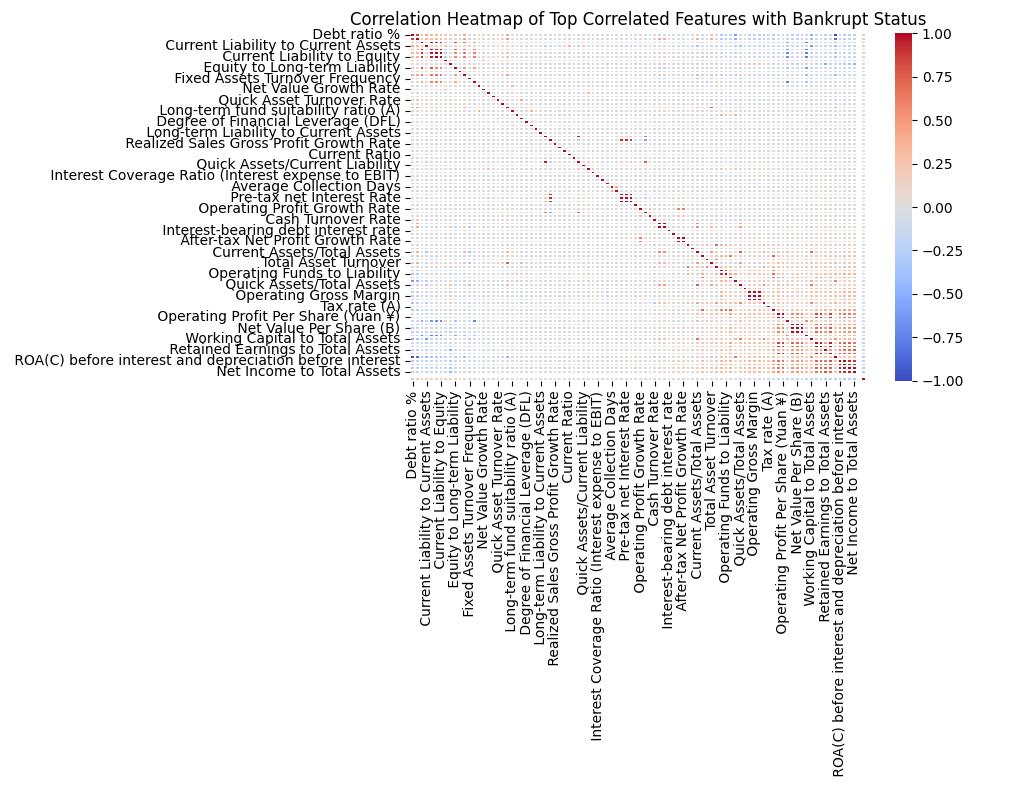 Correlation Heatmap of Top Correlated Features with Bankrupt Status
Debt ratio %
Current Liability to Current Assets
Current Liability to Equity
Equity to Long-term Liability
Fixed Assets Turnover Frequency
Net Value Growth Rate
Quick Asset Turnover Rate
Long-term fund suitability ratio (A)
Degree of Financial Leverage (DFL)
Long-term Liability to Current Assets
Realized Sales Gross Profit Growth Rate
Current Ratio
Quick Assets/Current Liability
Interest Coverage Ratio (Interest expense to EBIT)
Average Collection Days
Pre-tax net Interest Rate
Operating Profit Growth Rate
Cash Turnover Rate
Interest-bearing debt interest rate
After-tax Net Profit Growth Rate
Current Assets/Total Assets
Total Asset Turnover
Operating Funds to Liability
Quick Assets/Total Assets
Operating Gross Margin
Tax rate (A)
Operating Profit Per Share (Yuan ¥)
Net Value Per Share (B)
Working Capital to Total Assets
Retained Earnings to Total Assets
ROA(C) before interest and depreciation before interest
Net Income to Total Assets
1.00
0.75
0.50
0.25
0.00
−0.25
−0.50
−0.75
−1.00
Debt ratio %
Current Liability to Current Assets
Current Liability to Equity
Equity to Long-term Liability
Fixed Assets Turnover Frequency
Net Value Growth Rate
Quick Asset Turnover Rate
Long-term fund suitability ratio (A)
Degree of Financial Leverage (DFL)
Long-term Liability to Current Assets
Realized Sales Gross Profit Growth Rate
Current Ratio
Quick Assets/Current Liability
Interest Coverage Ratio (Interest expense to EBIT)
Average Collection Days
Pre-tax net Interest Rate
Operating Profit Growth Rate
Cash Turnover Rate
Interest-bearing debt interest rate
After-tax Net Profit Growth Rate
Current Assets/Total Assets
Total Asset Turnover
Operating Funds to Liability
Quick Assets/Total Assets
Operating Gross Margin
Tax rate (A)
Operating Profit Per Share (Yuan ¥)
Net Value Per Share (B)
Working Capital to Total Assets
Retained Earnings to Total Assets
ROA(C) before interest and depreciation before interest
Net Income to Total Assets